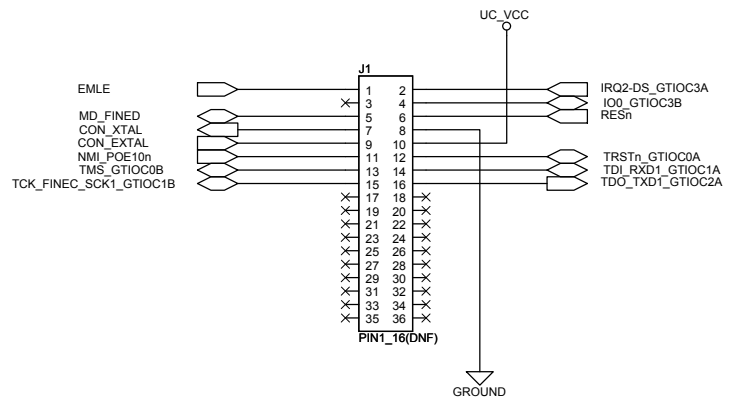 UC_VCC
J1
EMLE 1 2 IRQ2-DS_GTIOC3A
3 4 IO0_GTIOC3B
MD_FINED 5 6 RESn
CON_XTAL 7 8
CON_EXTAL 9 10
NMI_POE10n 11 12 TRSTn_GTIOC0A
TMS_GTIOC0B 13 14 TDI_RXD1_GTIOC1A
TCK_FINEC_SCK1_GTIOC1B 15 16 TDO_TXD1_GTIOC2A
17 18
19 20
21 22
23 24
25 26
27 28
29 30
31 32
33 34
35 36
PIN1_16(DNF)
GROUND